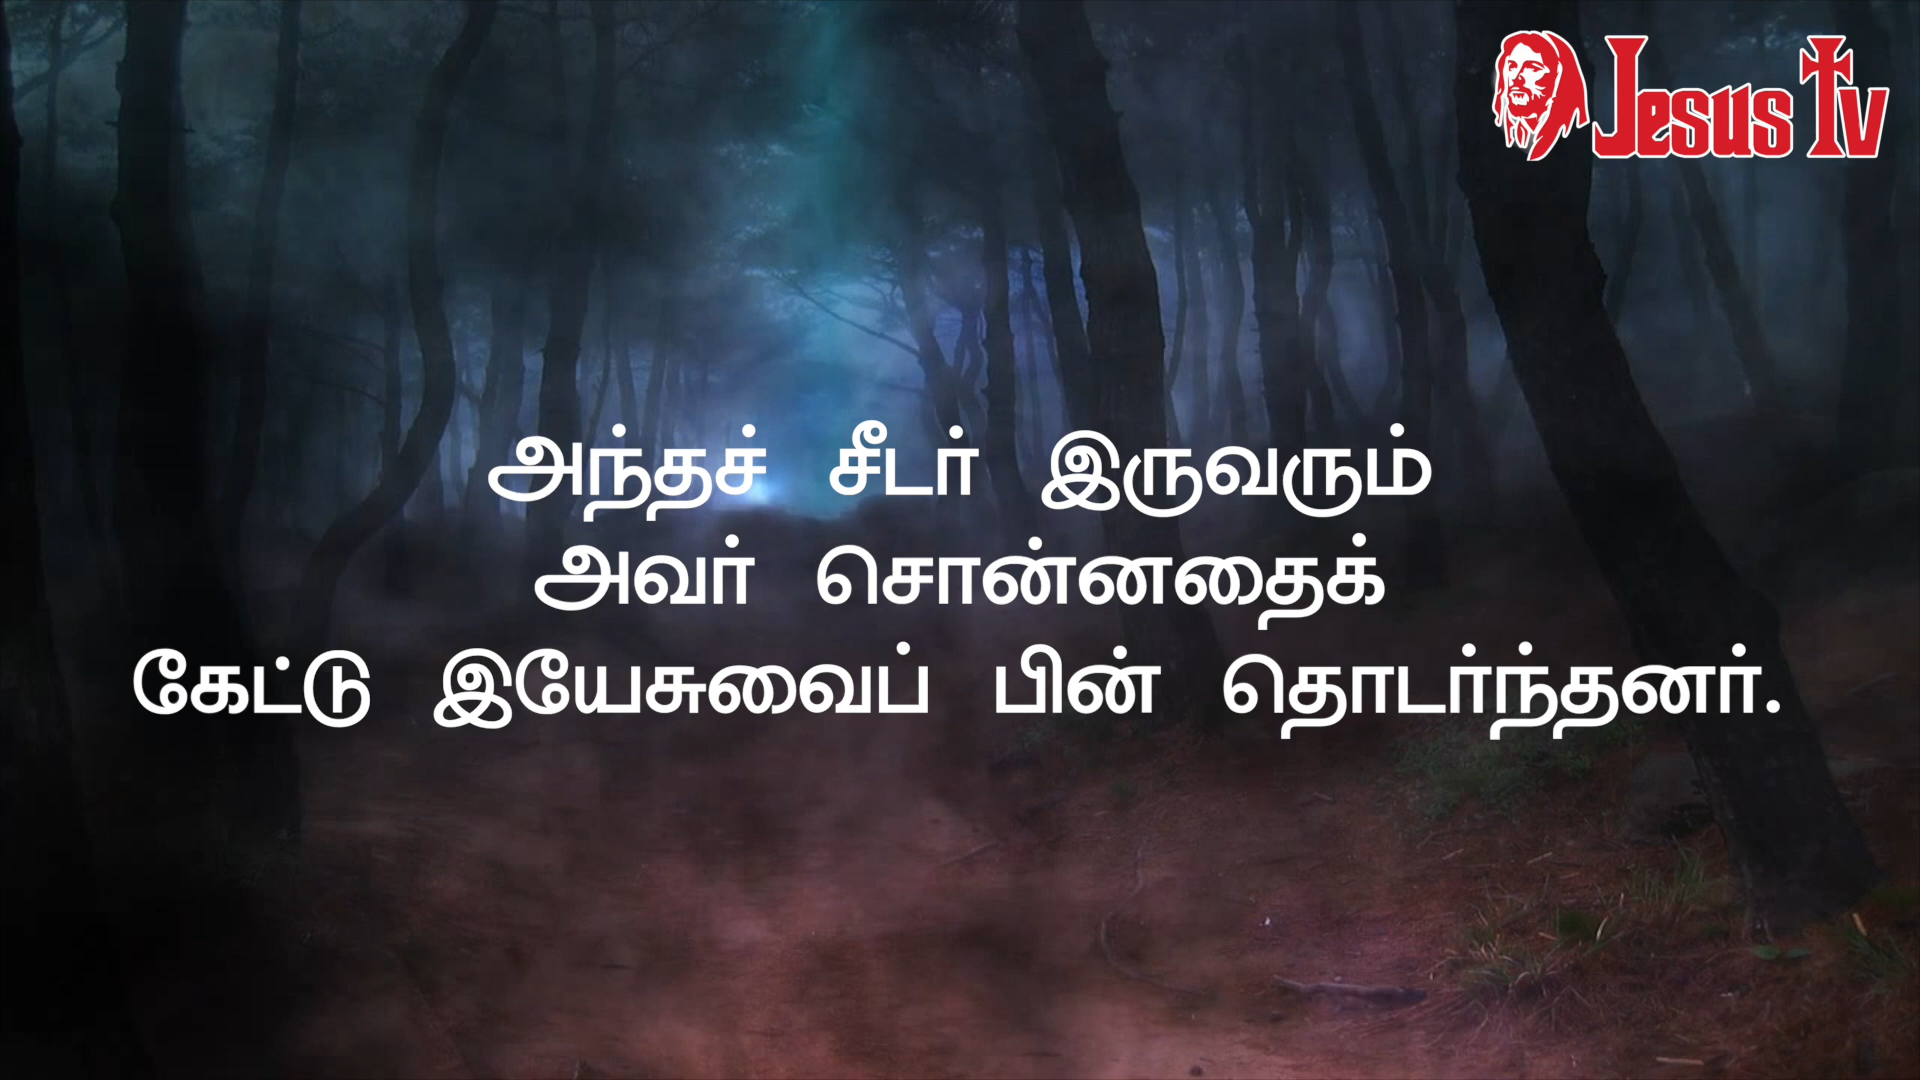 Jesus Tv
அந்தச் சீடர் இருவரும்
அவர் சொன்னதைக்
கேட்டு இயேசுவைப் பின் தொடர்ந்தனர்.